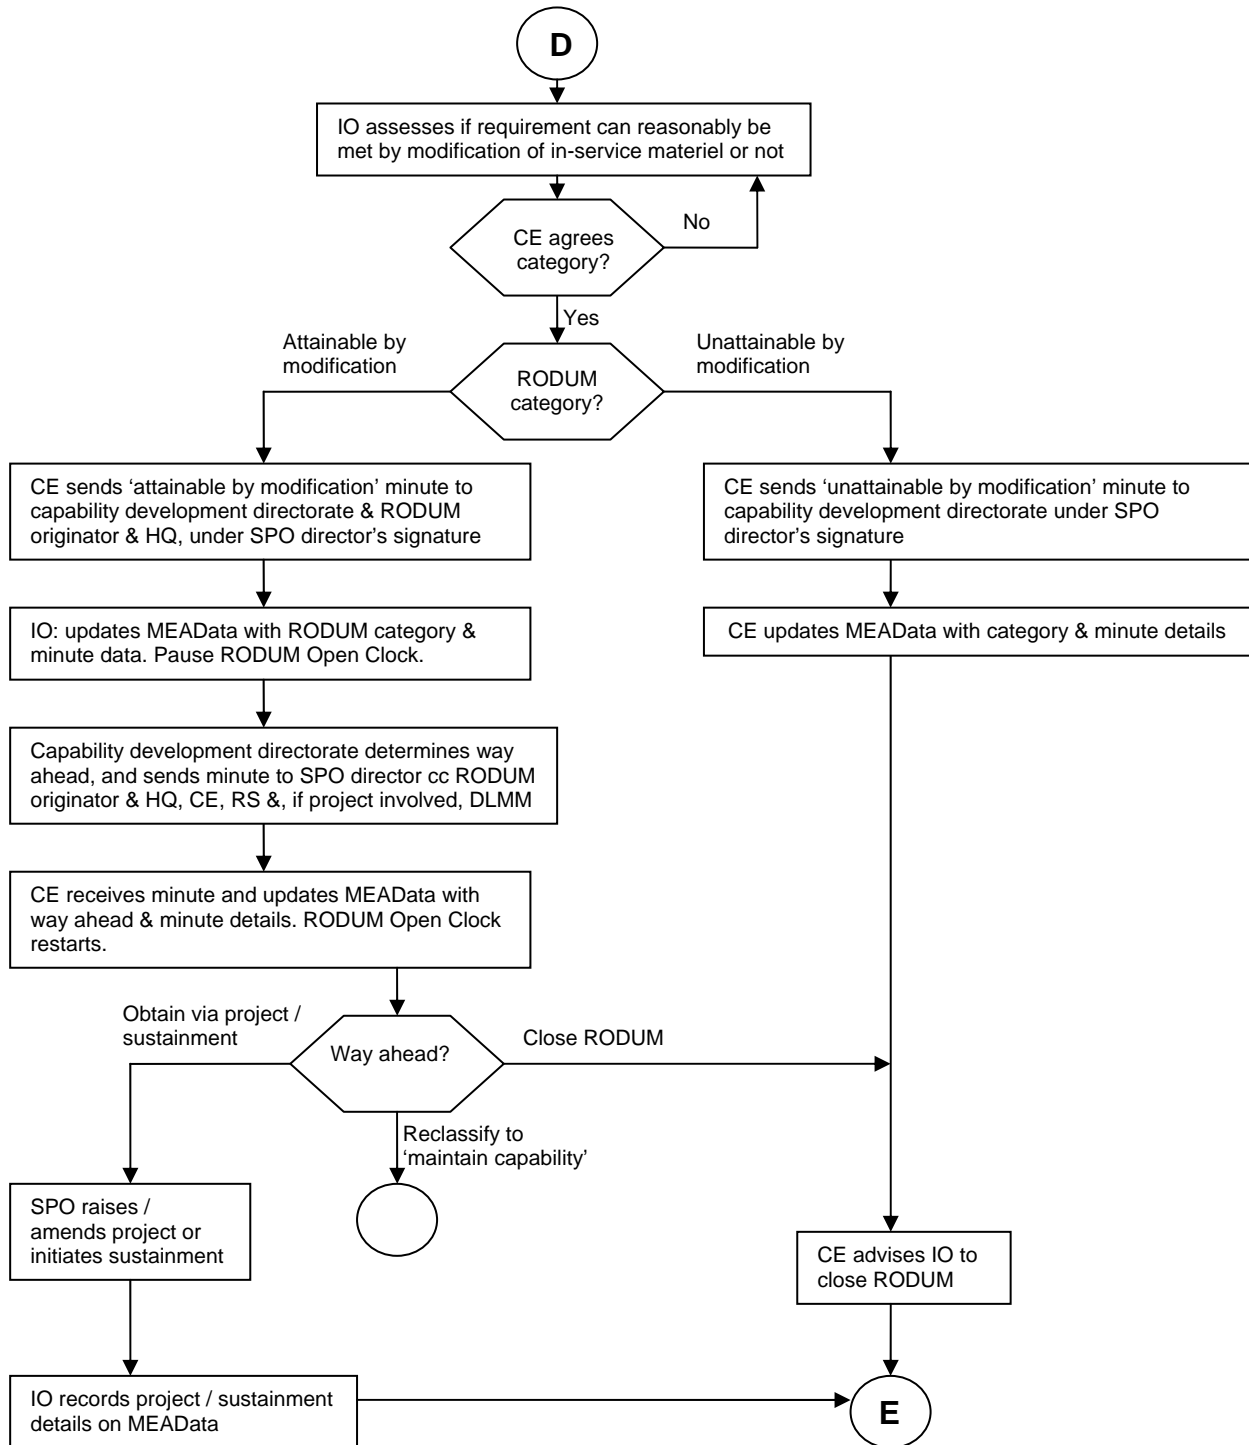 D
IO assesses if requirement can reasonably be
met by modification of in-service materiel or not
No
CE agrees
category?
Yes
Attainable by
modification
Unattainable by
modification
RODUM
category?
CE sends ‘attainable by modification’ minute to
capability development directorate & RODUM
originator & HQ, under SPO director’s signature
CE sends ‘unattainable by modification’ minute to
capability development directorate under SPO
director’s signature
IO: updates MEAData with RODUM category &
minute data. Pause RODUM Open Clock.
CE updates MEAData with category & minute details
Capability development directorate determines way
ahead, and sends minute to SPO director cc RODUM
originator & HQ, CE, RS &, if project involved, DLMM
CE receives minute and updates MEAData with
way ahead & minute details. RODUM Open Clock
restarts.
Obtain via project /
sustainment
Way ahead?
Close RODUM
Reclassify to
‘maintain capability’
SPO raises /
amends project or
initiates sustainment
CE advises IO to
close RODUM
IO records project / sustainment
details on MEAData
E